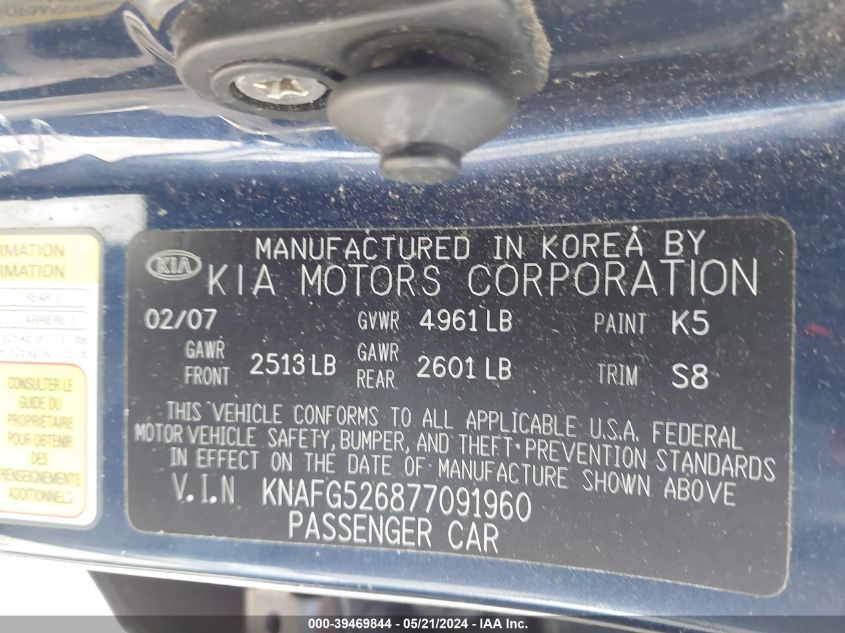 MANUFACTURED IN KOREA BY
KIA
KIA MOTORS CORPORATION
02/07 GVWR 4961 LB PAINT K5
GAWR FRONT 2513 LB GAWR REAR 2601 LB TRIM S8
THIS VEHICLE CONFORMS TO ALL APPLICABLE U.S.A. FEDERAL
MOTOR VEHICLE SAFETY, BUMPER, AND THEFT-PREVENTION STANDARDS
IN EFFECT ON THE DATE OF MANUFACTURE SHOWN ABOVE
V.I.N KNAFG526877091960
PASSENGER CAR
REAR
CONSULTER LE
GUIDE DU
PROPRIÉTAIRE
POUR OBTENIR
DES
RENSEIGNEMENTS
ADDITIONNELS
000-39469844 - 05/21/2024 - IAA Inc.